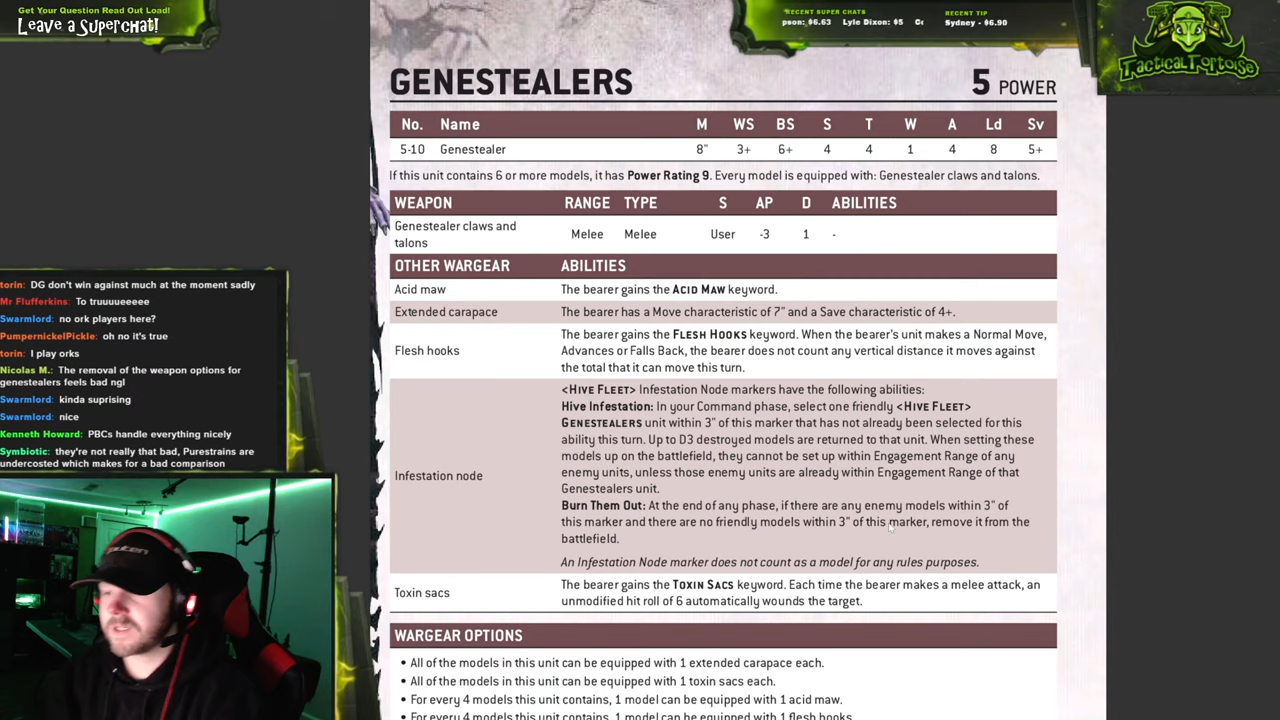 Get Your Question Read Out Load!
Leave a Superchat!
RECENT SUPER CHATS
pson: $6.63 Lyle Dixon: $5
RECENT TIP
Sydney - $6.90
TACTICALTORTOISE
GENESTEALERS
5 POWER
No. Name M WS BS S T W A Ld Sv
5-10 Genestealer 8" 3+ 6+ 4 4 1 4 8 5+
If this unit contains 6 or more models, it has Power Rating 9. Every model is equipped with: Genestealer claws and talons.
WEAPON RANGE TYPE S AP D ABILITIES
Genestealer claws and
talons
Melee Melee User -3 1 -
OTHER WARGEAR ABILITIES
Acid maw The bearer gains the ACID MAW keyword.
Extended carapace The bearer has a Move characteristic of 7" and a Save characteristic of 4+.
Flesh hooks
The bearer gains the FLESH HOOKS keyword. When the bearer's unit makes a Normal Move,
Advances or Falls Back, the bearer does not count any vertical distance it moves against
the total that it can move this turn.
Infestation node
<HIVE FLEET> Infestation Node markers have the following abilities:
Hive Infestation: In your Command phase, select one friendly <HIVE FLEET>
GENESTEALERS unit within 3" of this marker that has not already been selected for this
ability this turn. Up to D3 destroyed models are returned to that unit. When setting these
models up on the battlefield, they cannot be set up within Engagement Range of any
enemy units, unless those enemy units are already within Engagement Range of that
Genestealers unit.
Burn Them Out: At the end of any phase, if there are any enemy models within 3" of
this marker and there are no friendly models within 3" of this marker, remove it from the
battlefield.
An Infestation Node marker does not count as a model for any rules purposes.
Toxin sacs
The bearer gains the TOXIN SACS keyword. Each time the bearer makes a melee attack, an
unmodified hit roll of 6 automatically wounds the target.
WARGEAR OPTIONS
• All of the models in this unit can be equipped with 1 extended carapace each.
• All of the models in this unit can be equipped with 1 toxin sacs each.
• For every 4 models this unit contains, 1 model can be equipped with 1 acid maw.
• For every 4 models this unit contains, 1 model can be equipped with 1 flesh hooks
torin: DG don't win against much at the moment sadly
Mr Flufferkins: To truuuueeeee
Swarmlord: no ork players here?
PumpernickelPickle: oh no it's true
torin: I play orks
Nicolas M.: The removal of the weapon options for
genestealers feels bad ngl
Swarmlord: kinda suprising
Swarmlord: nice
Kenneth Howard: PBCs handle everything nicely
Symbiotic: they're not really that bad, Purestrains are
undercosted which makes for a bad comparison